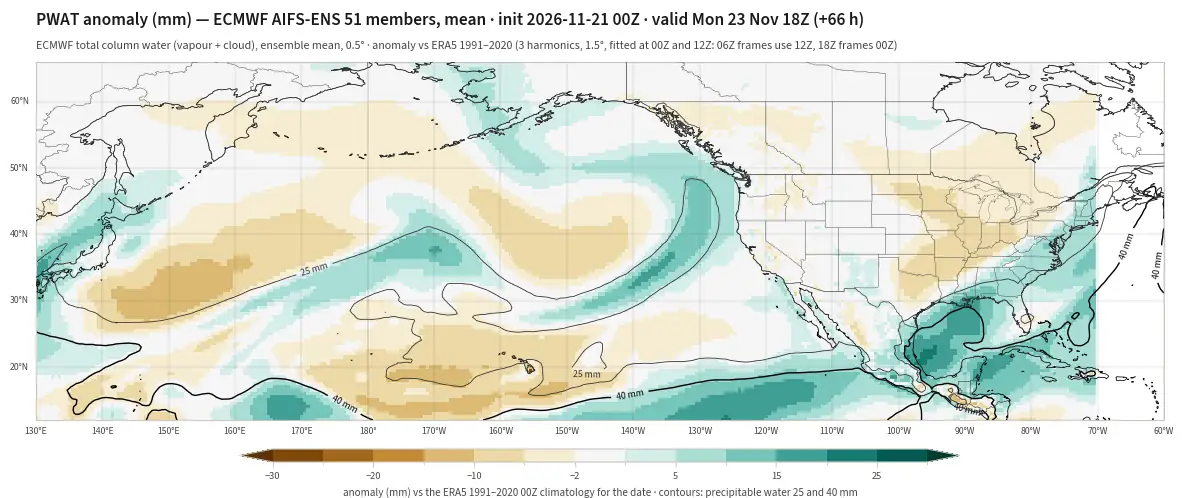 PWAT anomaly (mm) — ECMWF AIFS-ENS 51 members, mean · init 2026-11-21 00Z · valid Mon 23 Nov 18Z (+66 h)
ECMWF total column water (vapour + cloud), ensemble mean, 0.5° · anomaly vs ERA5 1991–2020 (3 harmonics, 1.5°, fitted at 00Z and 12Z: 06Z frames use 12Z, 18Z frames 00Z)
60°N
50°N
40°N
30°N
20°N
25 mm
25 mm
40 mm
40 mm
40 mm
40 mm
40 mm
130°E 140°E 150°E 160°E 170°E 180° 170°W 160°W 150°W 140°W 130°W 120°W 110°W 100°W 90°W 80°W 70°W 60°W
−30 −20 −10 −2 5 15 25
anomaly (mm) vs the ERA5 1991–2020 00Z climatology for the date · contours: precipitable water 25 and 40 mm